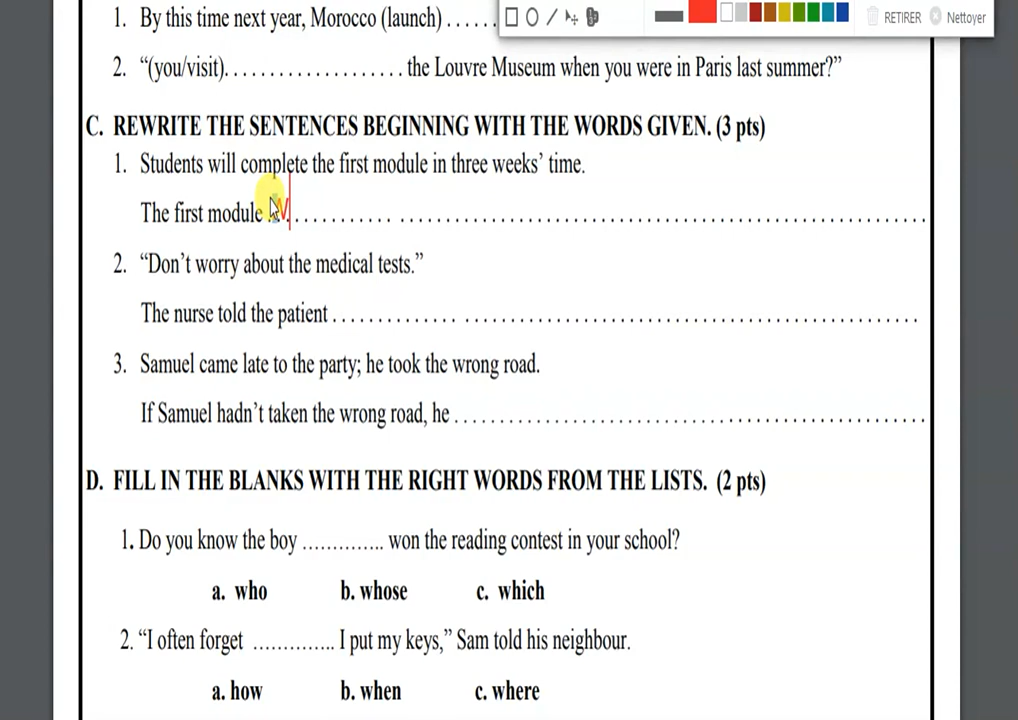 1. By this time next year, Morocco (launch) . . . . . .
RETIRER Nettoyer
2. “(you/visit). . . . . . . . . . . . . . . . . . . . the Louvre Museum when you were in Paris last summer?”
C. REWRITE THE SENTENCES BEGINNING WITH THE WORDS GIVEN. (3 pts)
1. Students will complete the first module in three weeks’ time.
The first module . . . . . . . . . . . . . . . . . . . . . . . . . . . . . . . . . . . . . . . . . . . . . . . . . . . . . . . . . . . . . . . . . . . . . . . .
2. “Don’t worry about the medical tests.”
The nurse told the patient . . . . . . . . . . . . . . . . . . . . . . . . . . . . . . . . . . . . . . . . . . . . . . . . . . . . . . . . . . . . . . . . .
3. Samuel came late to the party; he took the wrong road.
If Samuel hadn’t taken the wrong road, he . . . . . . . . . . . . . . . . . . . . . . . . . . . . . . . . . . . . . . . . . . . . . . . . . . . . .
D. FILL IN THE BLANKS WITH THE RIGHT WORDS FROM THE LISTS. (2 pts)
1. Do you know the boy ………….. won the reading contest in your school?
a. who b. whose c. which
2. “I often forget ………….. I put my keys,” Sam told his neighbour.
a. how b. when c. where